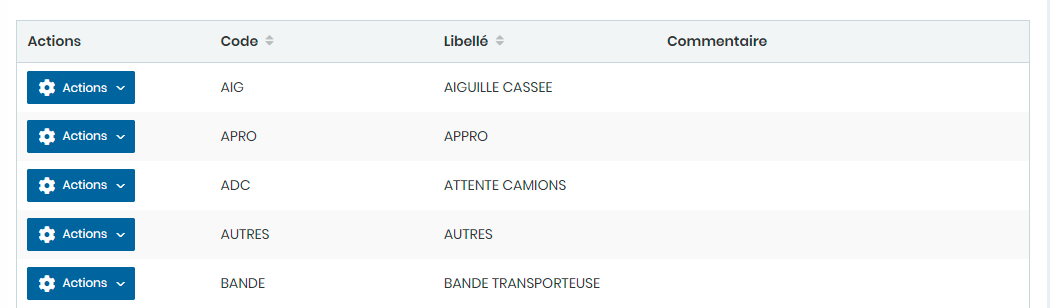 Actions Code Libellé Commentaire
Actions AIG AIGUILLE CASSEE
Actions APRO APPRO
Actions ADC ATTENTE CAMIONS
Actions AUTRES AUTRES
Actions BANDE BANDE TRANSPORTEUSE